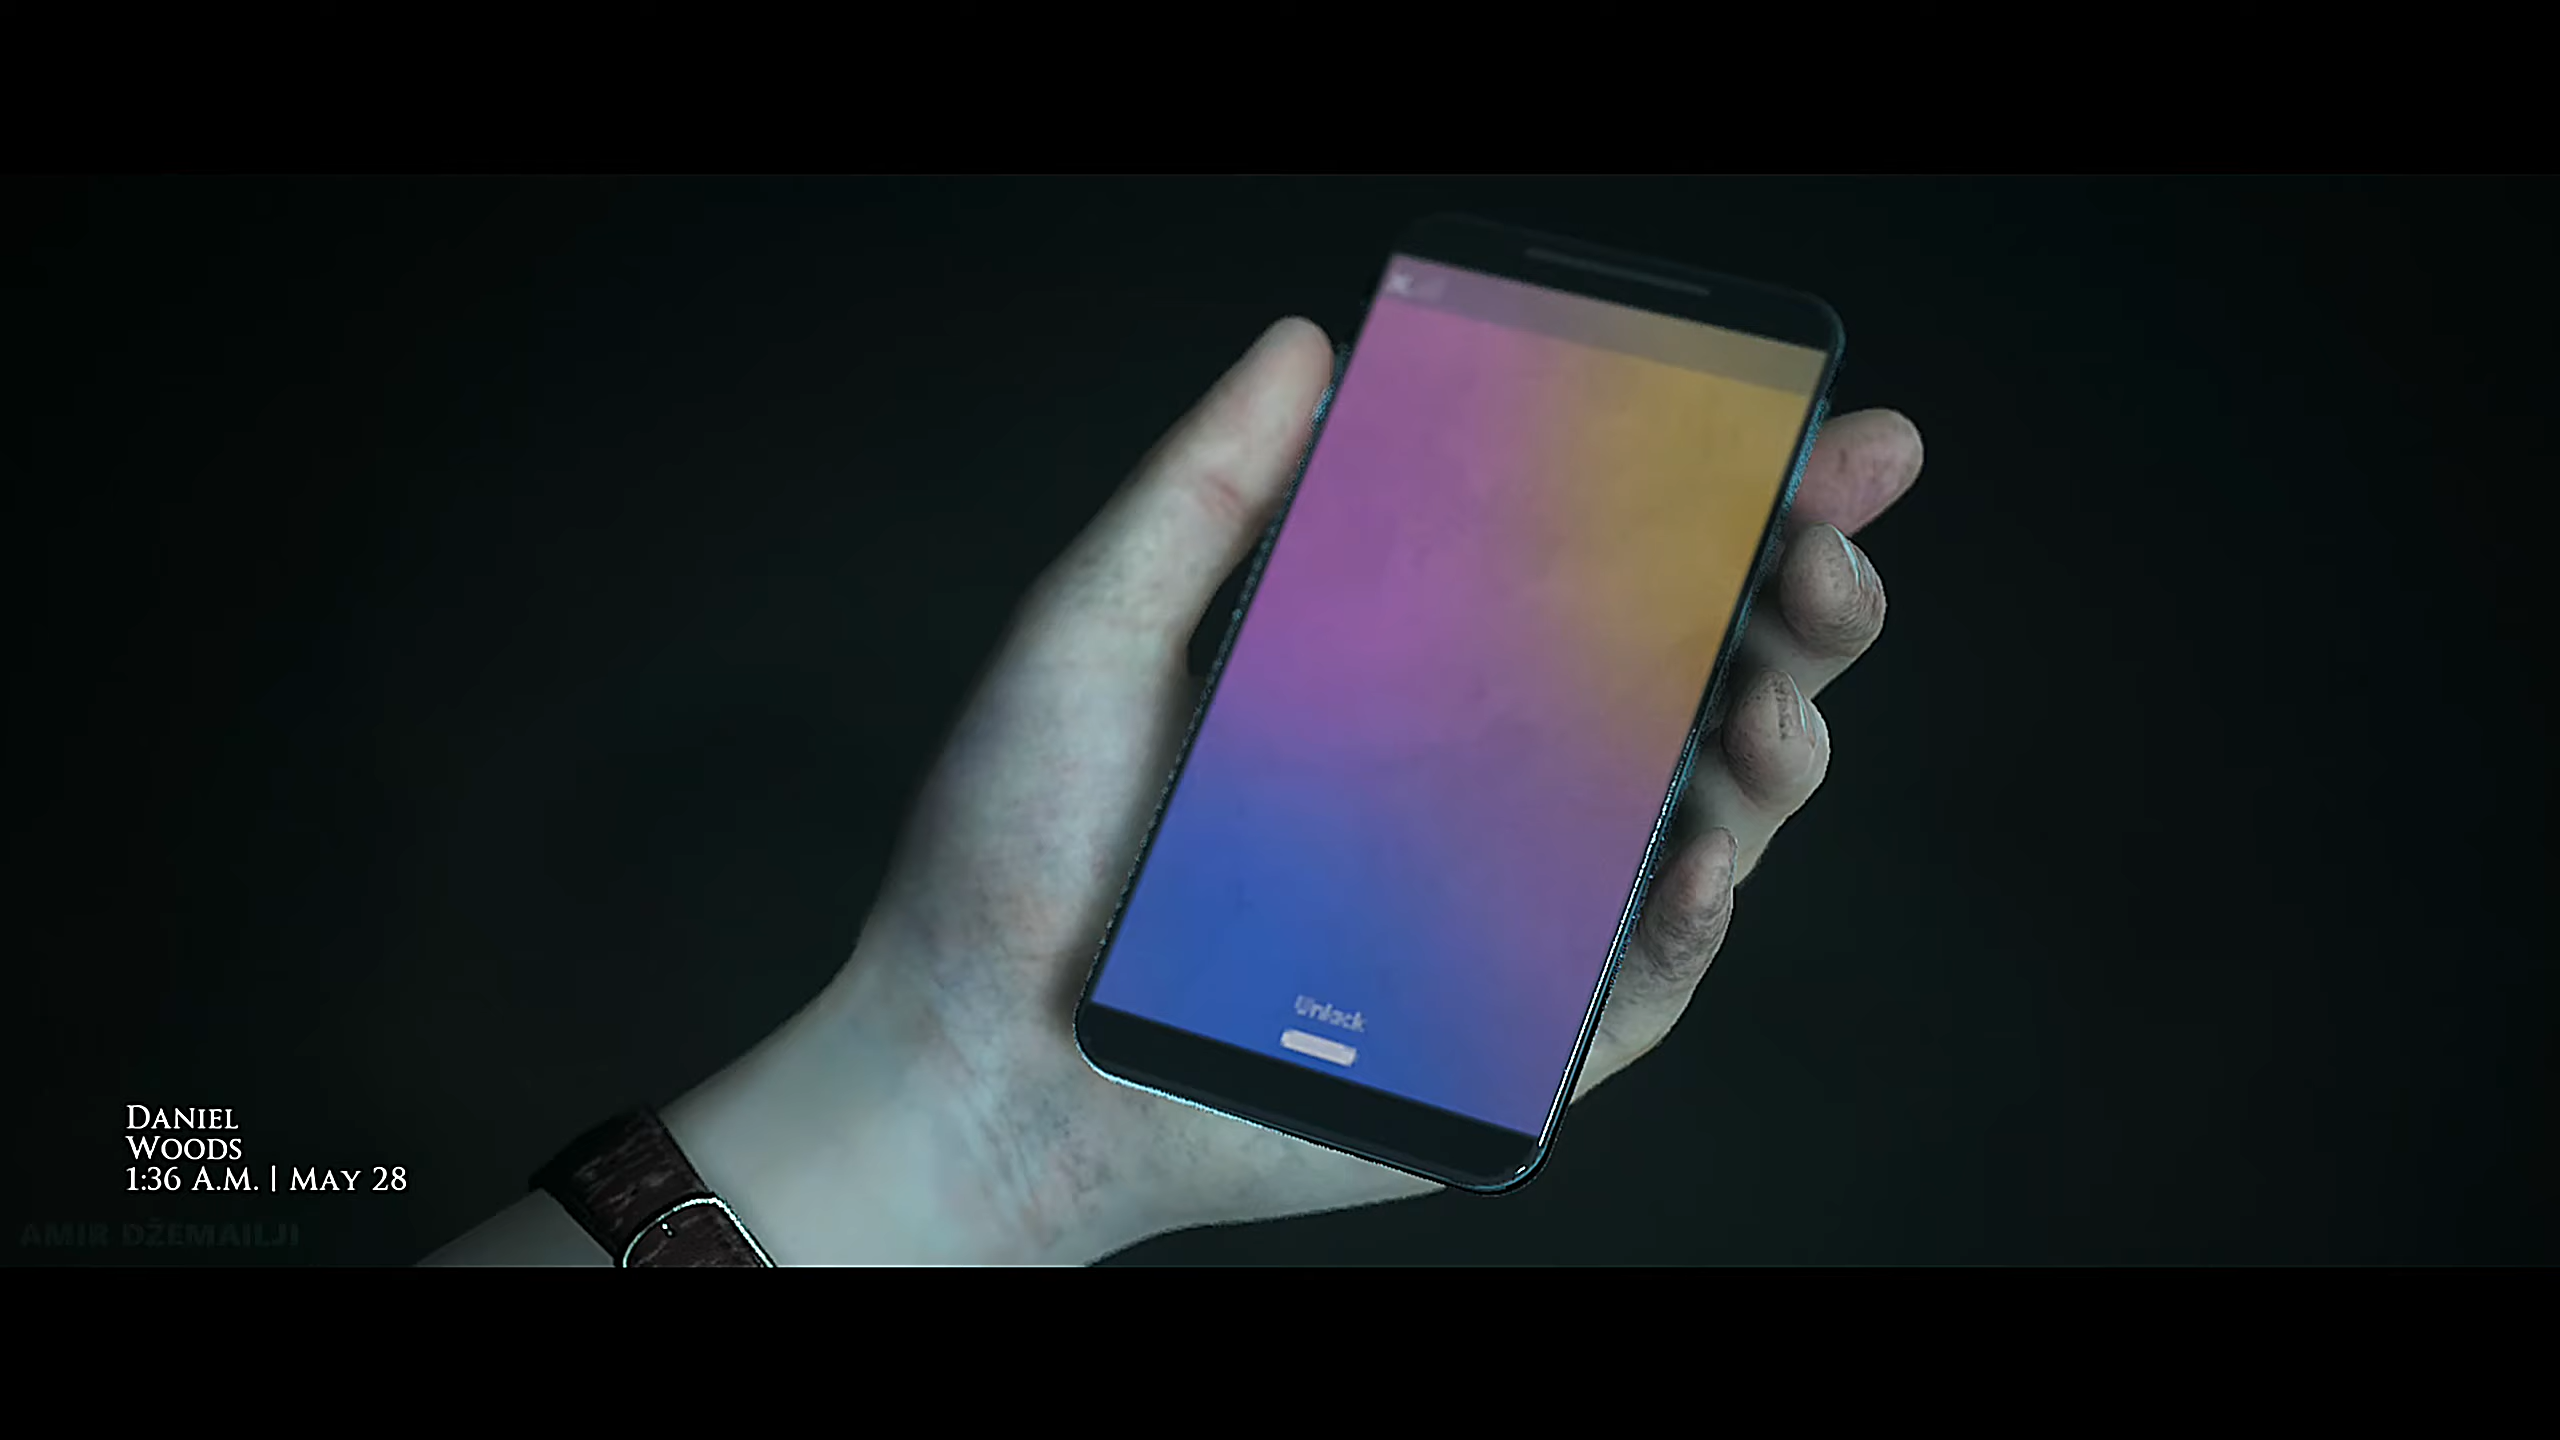 Unlock
Daniel
Woods
1:36 A.M. | May 28
AMIR DŽEMAILJI